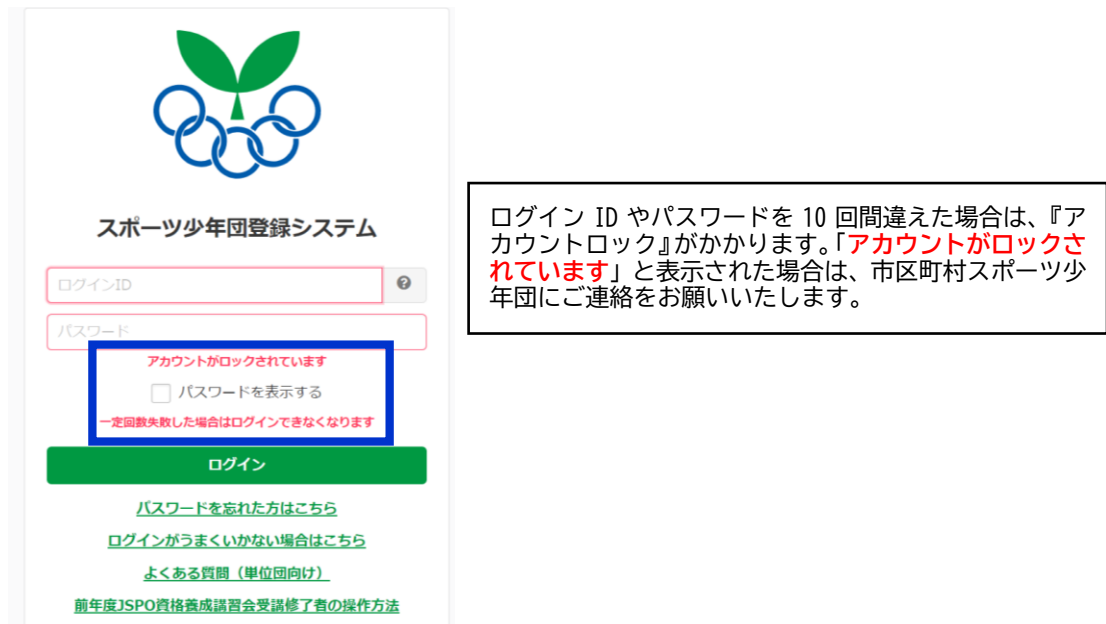 スポーツ少年団登録システム
ログインID
パスワード
アカウントがロックされています
パスワードを表示する
一定回数失敗した場合はログインできなくなります
ログイン
パスワードを忘れた方はこちら
ログインがうまくいかない場合はこちら
よくある質問（単位団向け）
前年度JSPO資格養成講習会受講修了者の操作方法
ログイン ID やパスワードを 10 回間違えた場合は、『ア
カウントロック』がかかります。「アカウントがロックさ
れています」と表示された場合は、市区町村スポーツ少
年団にご連絡をお願いいたします。